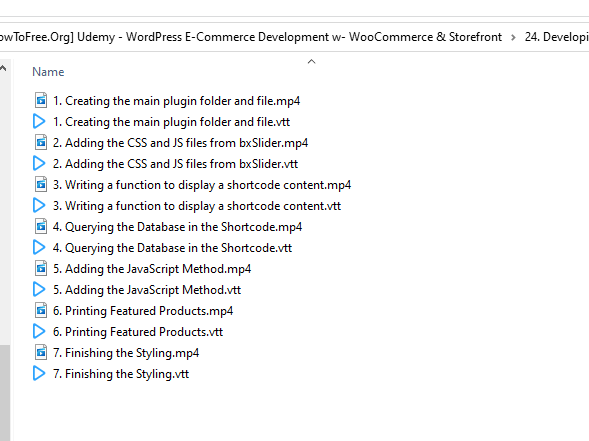 owToFree.Org] Udemy - WordPress E-Commerce Development w- WooCommerce & Storefront > 24. Developi
Name
1. Creating the main plugin folder and file.mp4
1. Creating the main plugin folder and file.vtt
2. Adding the CSS and JS files from bxSlider.mp4
2. Adding the CSS and JS files from bxSlider.vtt
3. Writing a function to display a shortcode content.mp4
3. Writing a function to display a shortcode content.vtt
4. Querying the Database in the Shortcode.mp4
4. Querying the Database in the Shortcode.vtt
5. Adding the JavaScript Method.mp4
5. Adding the JavaScript Method.vtt
6. Printing Featured Products.mp4
6. Printing Featured Products.vtt
7. Finishing the Styling.mp4
7. Finishing the Styling.vtt